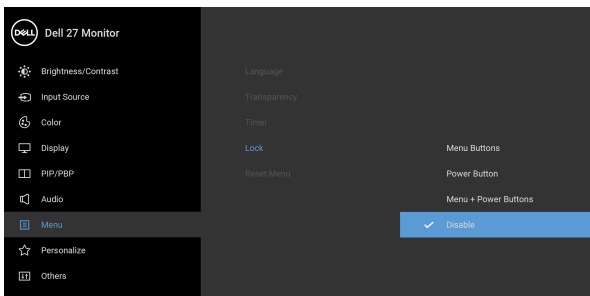 DELL
Dell 27 Monitor
Brightness/Contrast
Input Source
Color
Display
PIP/PBP
Audio
Menu
Personalize
Others
Language
Transparency
Timer
Lock
Reset Menu
Menu Buttons
Power Button
Menu + Power Buttons
Disable